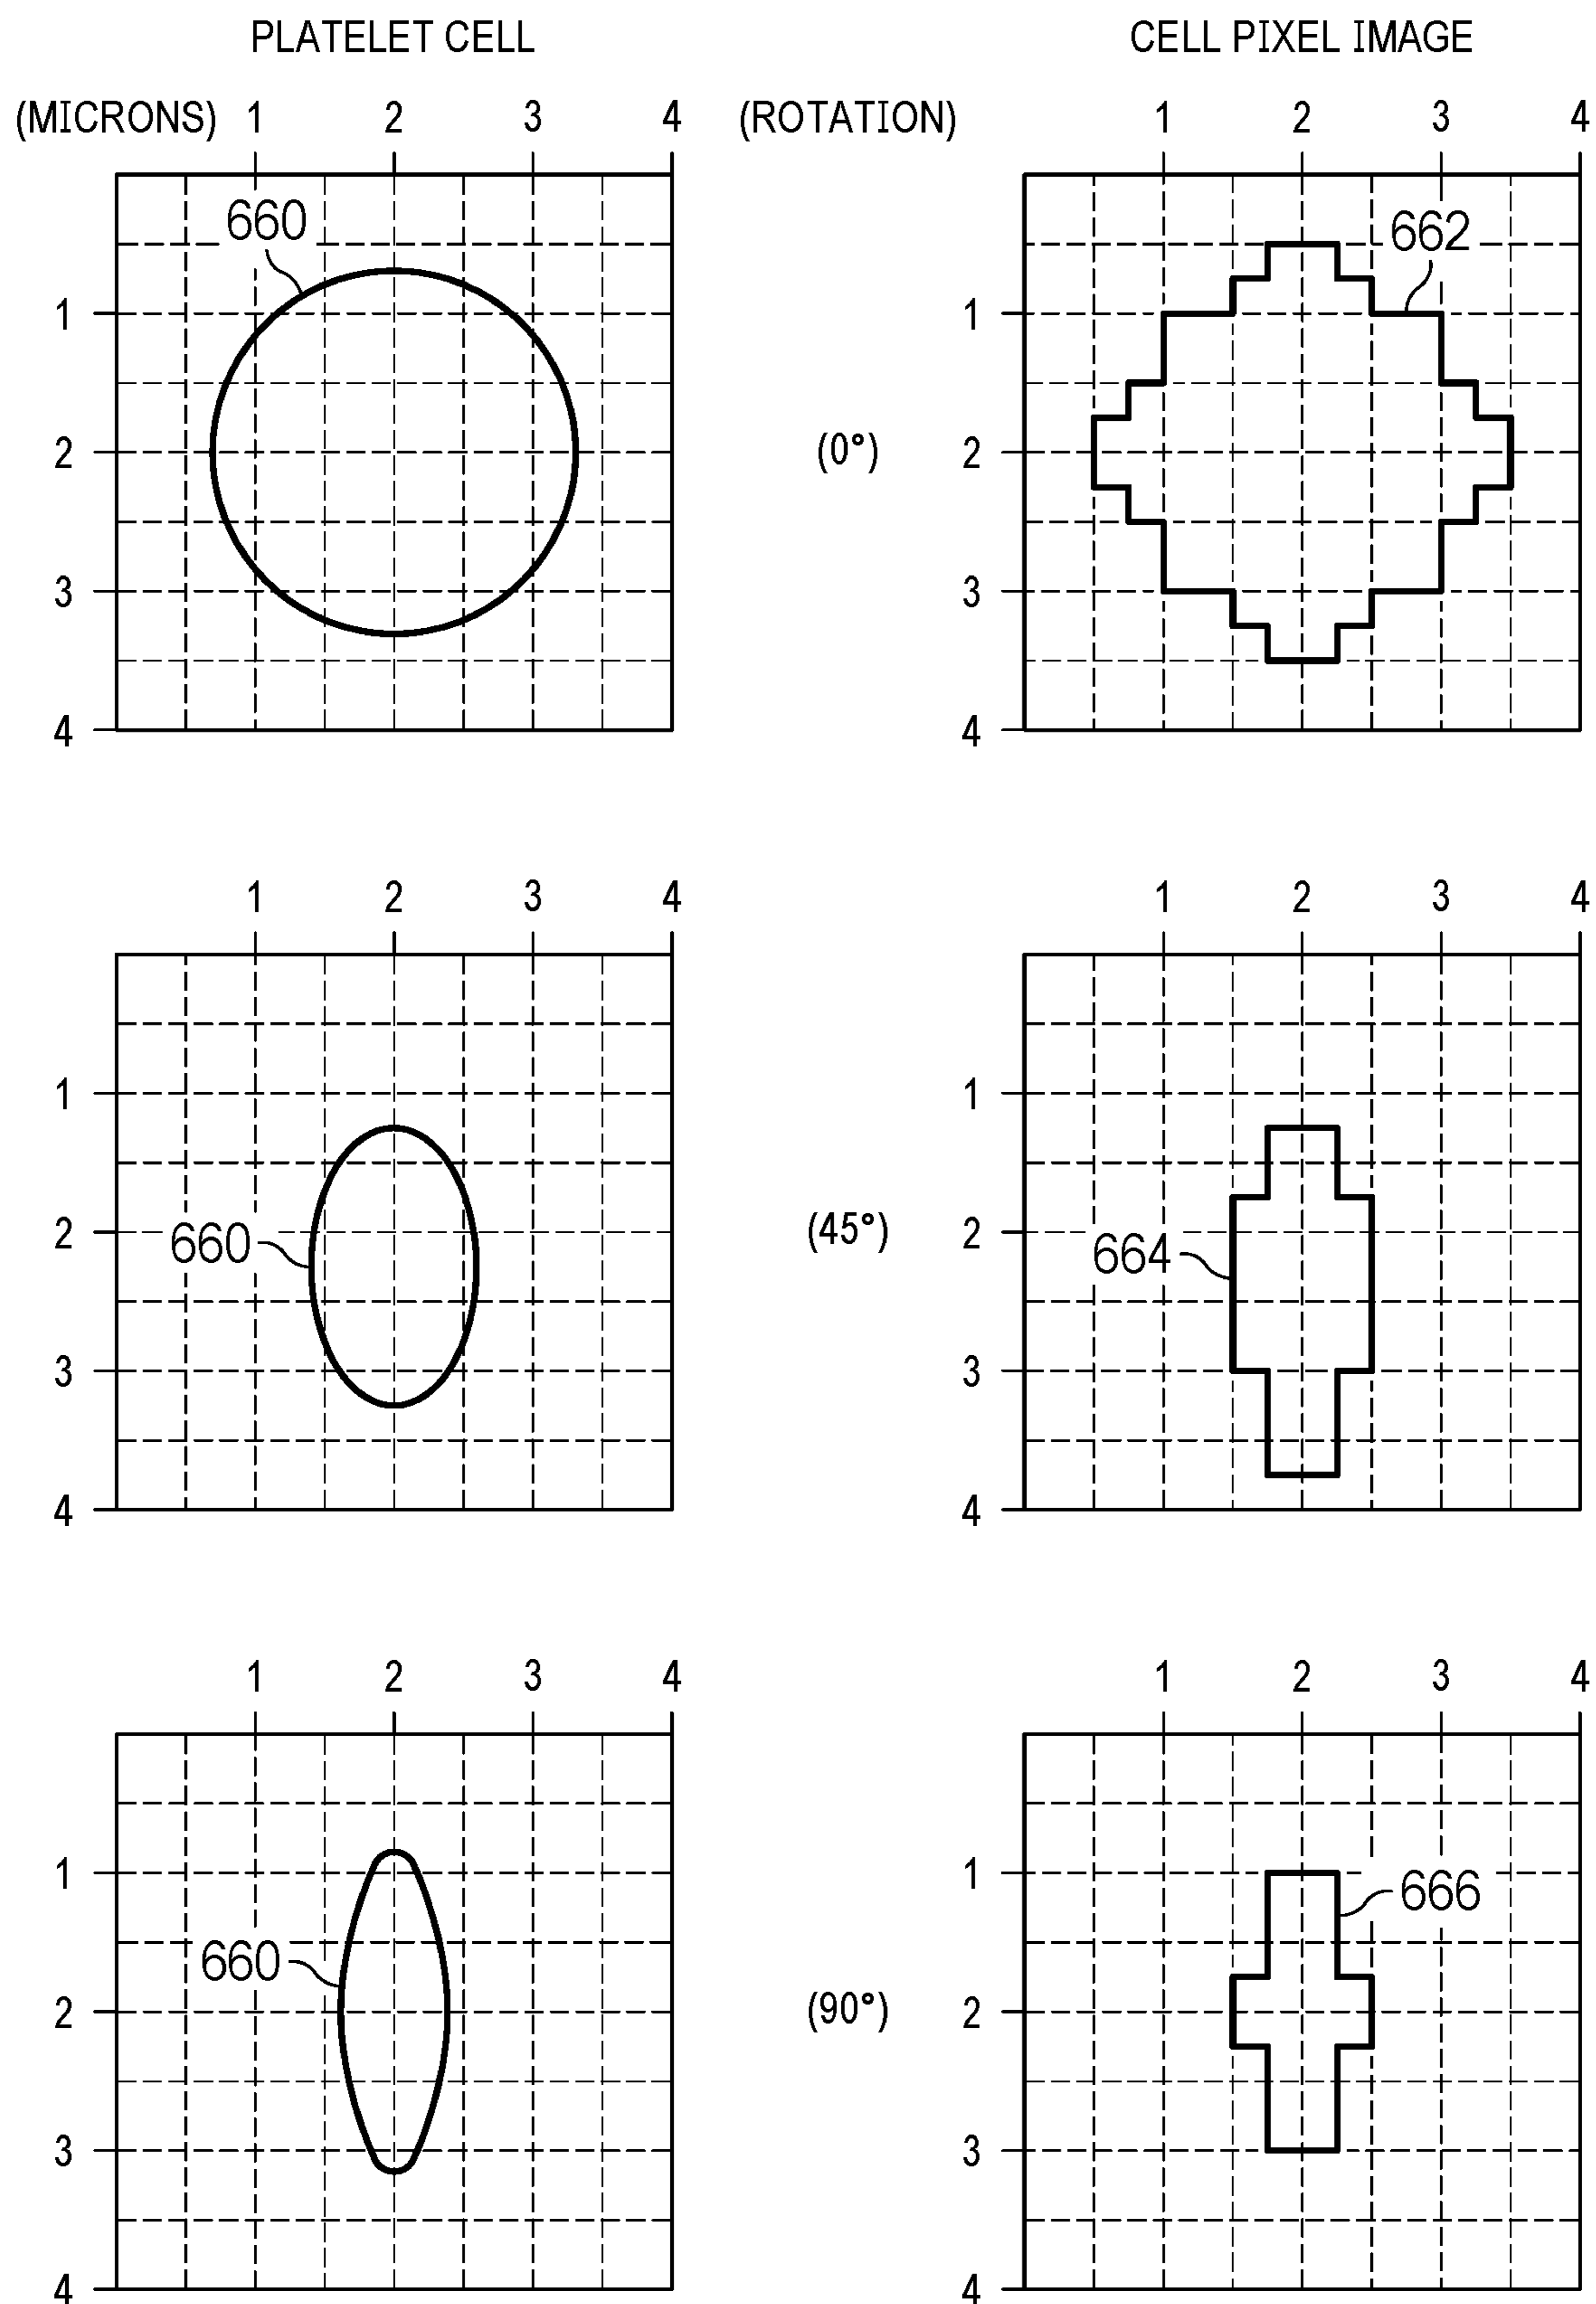 PLATELET CELL CELL PIXEL IMAGE
(MICRONS) 1 2 3 4 (ROTATION) 1 2 3 4
660 662
1 1
2 (0°) 2
3 3
4 4
1 2 3 4 1 2 3 4
1 1
2 660 (45°) 2 664
3 3
4 4
1 2 3 4 1 2 3 4
1 1 666
660
2 (90°) 2
3 3
4 4